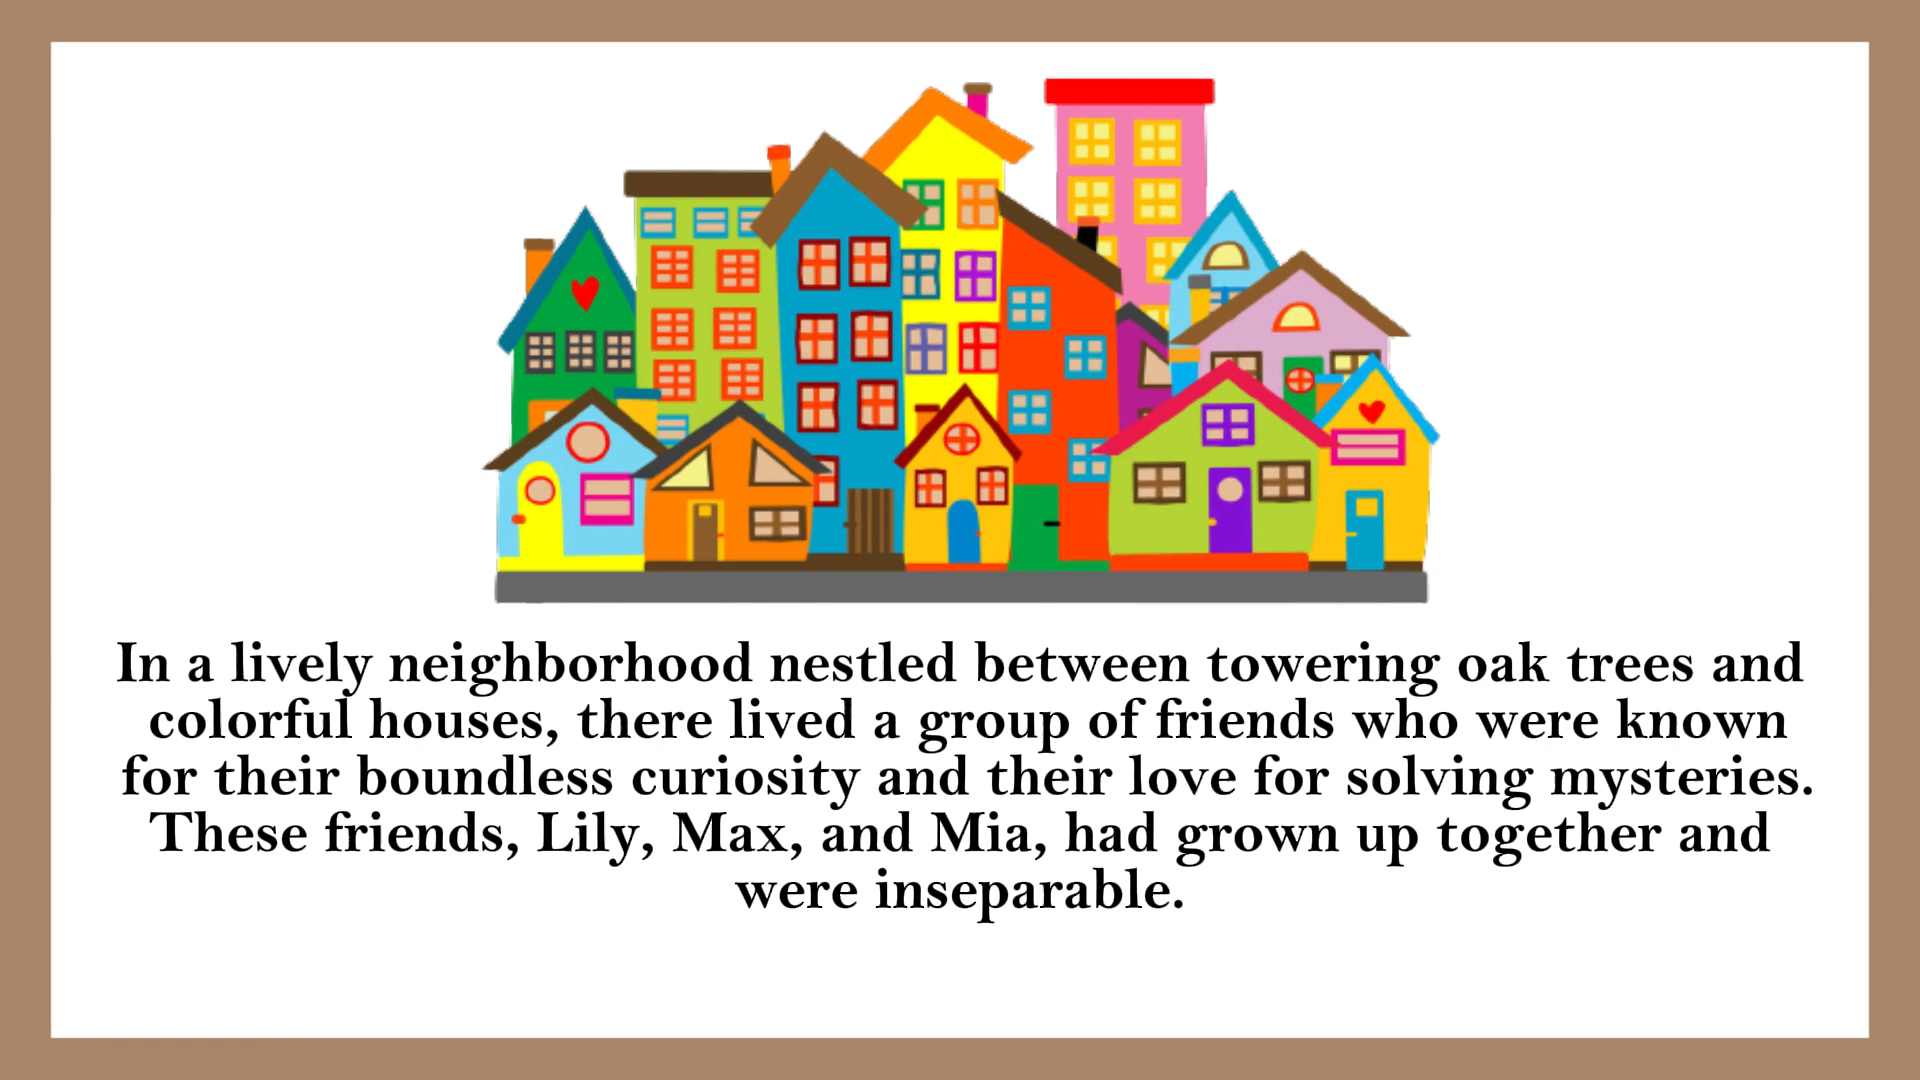 In a lively neighborhood nestled between towering oak trees and
colorful houses, there lived a group of friends who were known
for their boundless curiosity and their love for solving mysteries.
These friends, Lily, Max, and Mia, had grown up together and
were inseparable.